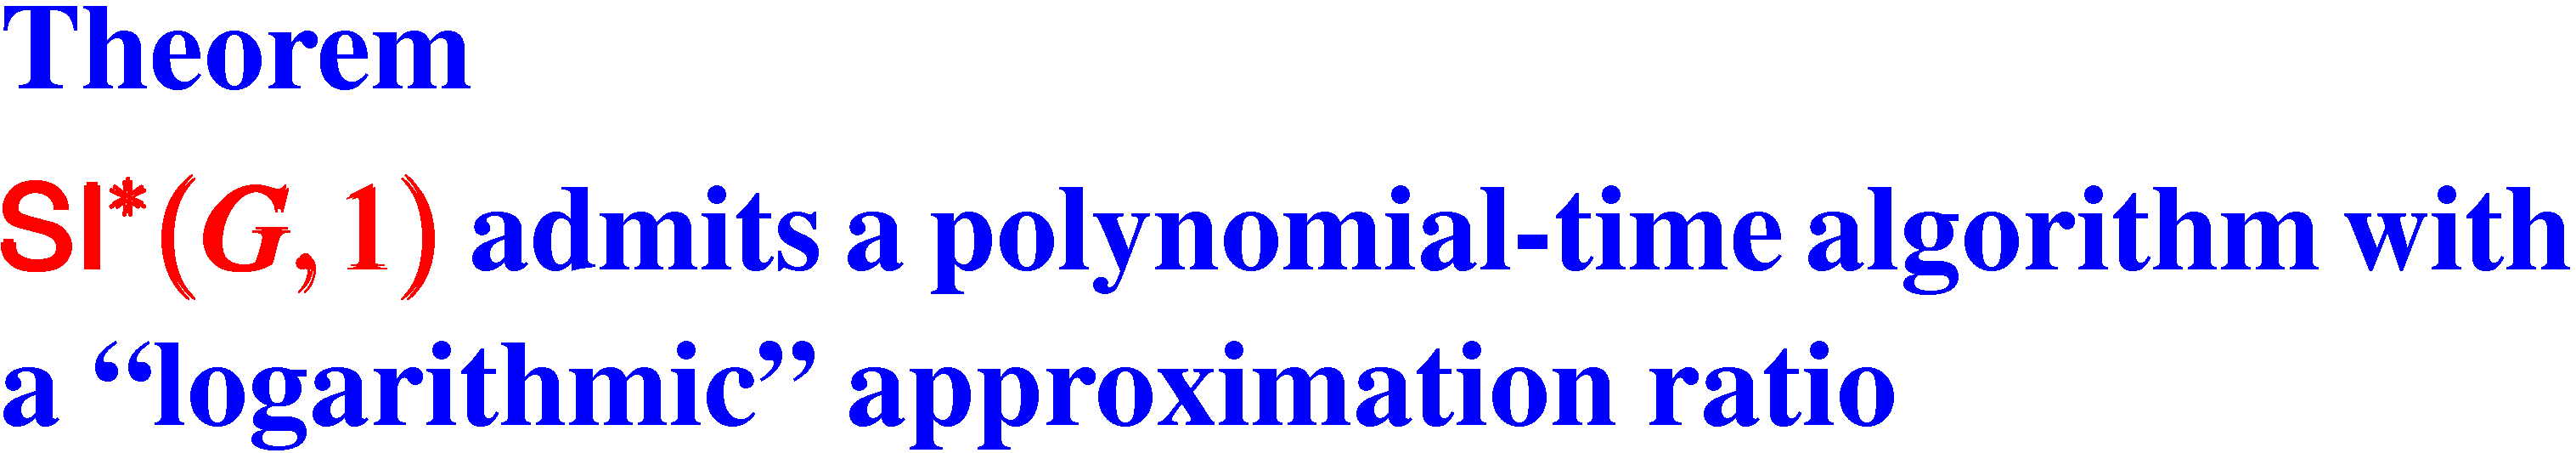 Theorem
SI*(G, 1) admits a polynomial-time algorithm with
a “logarithmic” approximation ratio